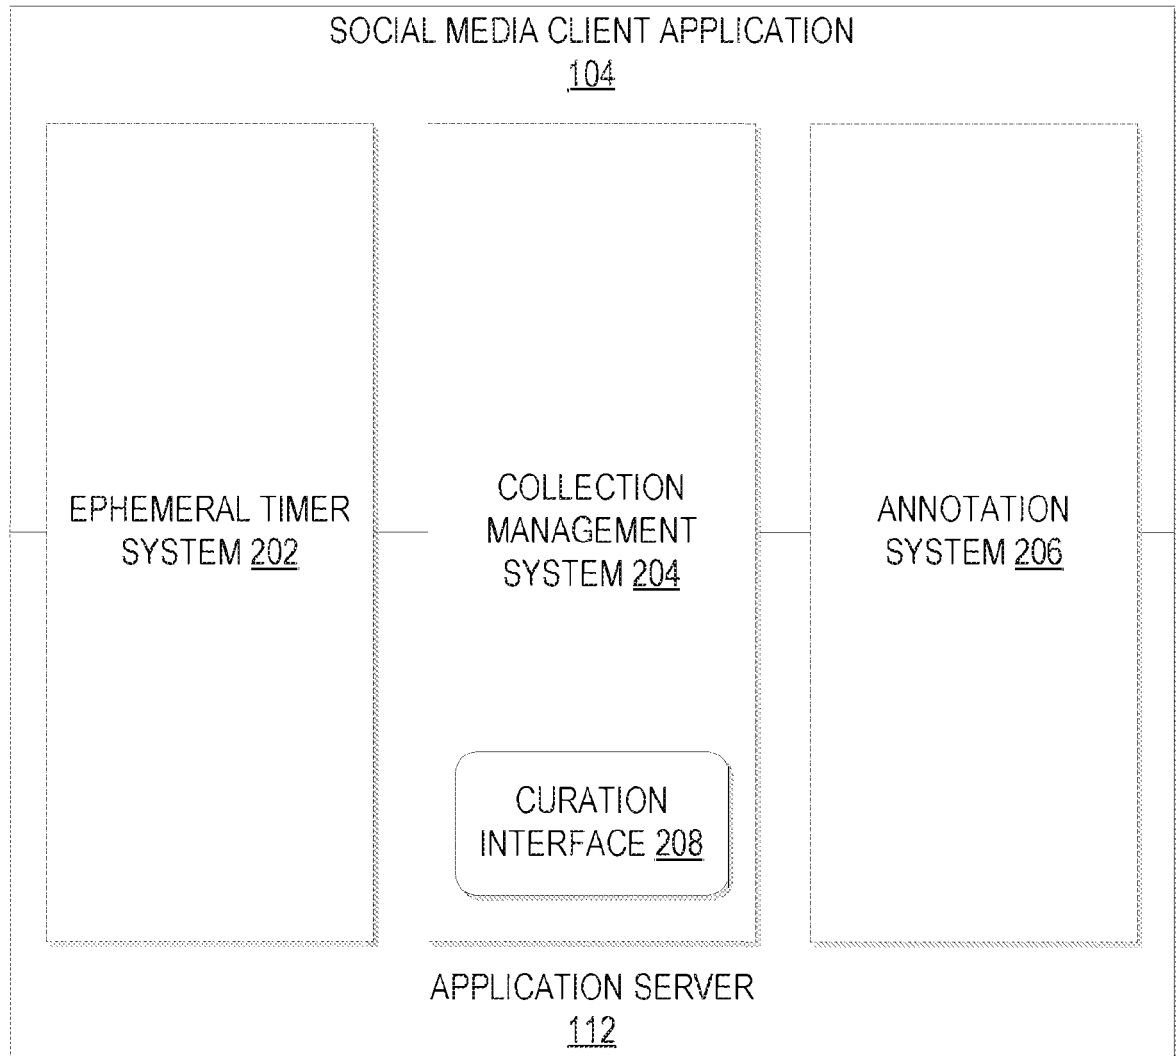 SOCIAL MEDIA CLIENT APPLICATION
104
EPHEMERAL TIMER
SYSTEM 202
COLLECTION
MANAGEMENT
SYSTEM 204
ANNOTATION
SYSTEM 206
CURATION
INTERFACE 208
APPLICATION SERVER
112